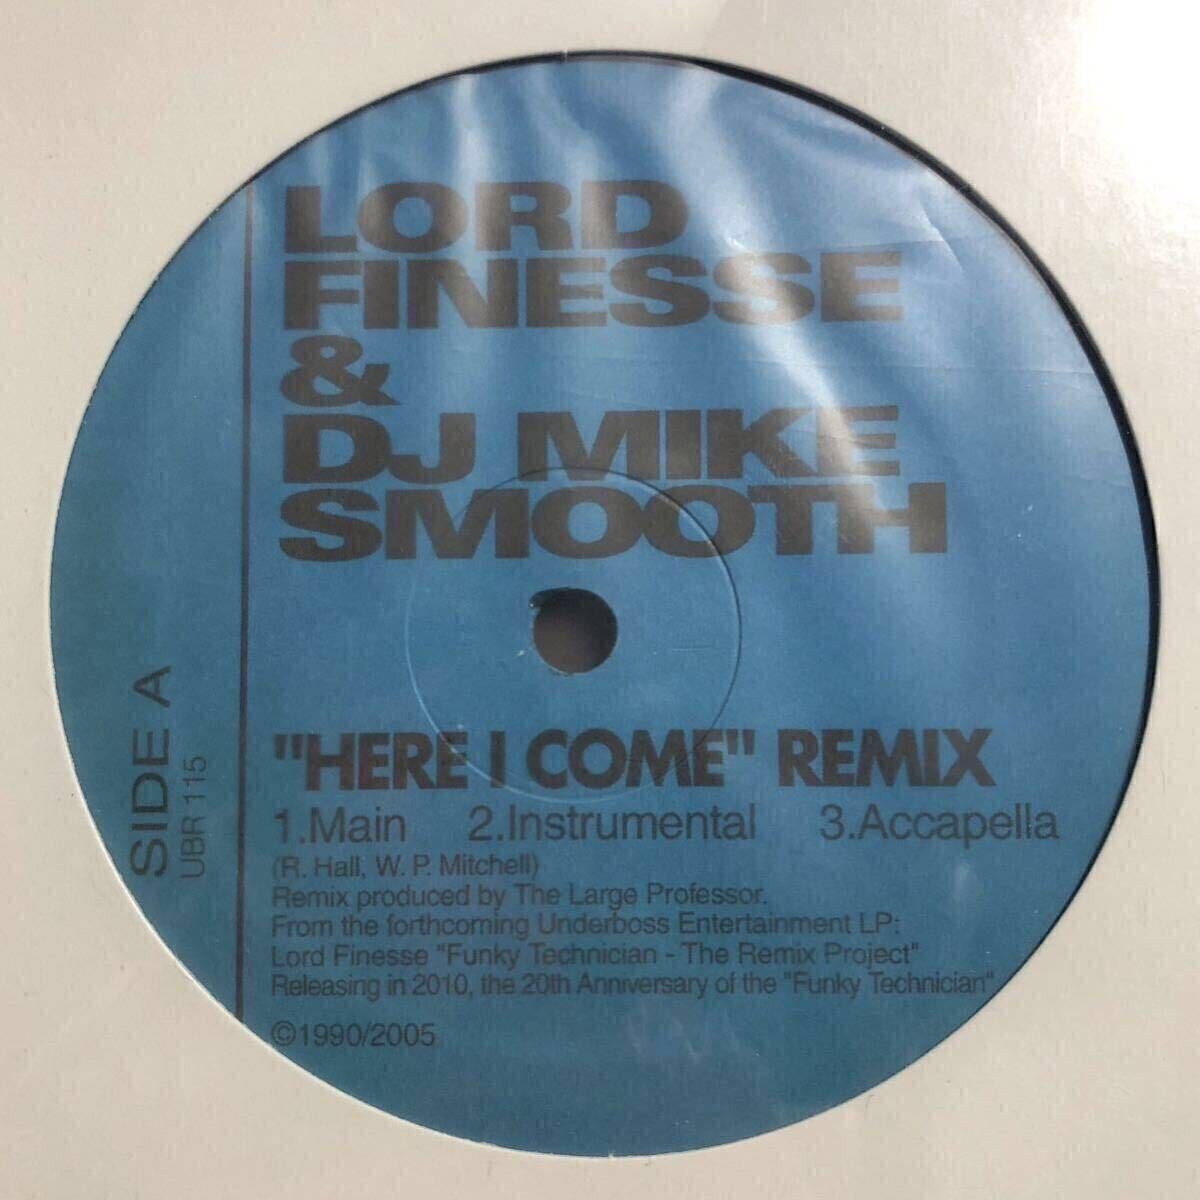 LORD
FINESSE
&
DJ MIKE
SMOOTH
SIDE A
UBR 115
"HERE I COME" REMIX
1.Main 2.Instrumental 3.Accapella
(R. Hall, W. P. Mitchell)
Remix produced by The Large Professor.
From the forthcoming Underboss Entertainment LP:
Lord Finesse "Funky Technician - The Remix Project"
Releasing in 2010, the 20th Anniversary of the "Funky Technician"
©1990/2005